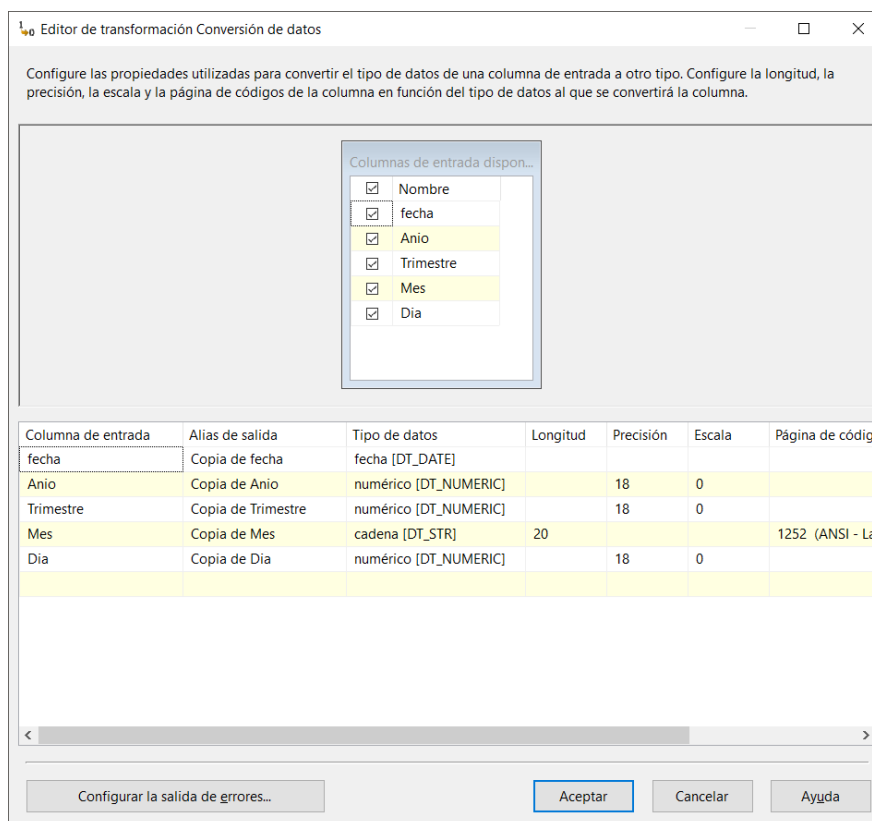 Editor de transformación Conversión de datos
Configure las propiedades utilizadas para convertir el tipo de datos de una columna de entrada a otro tipo. Configure la longitud, la
precisión, la escala y la página de códigos de la columna en función del tipo de datos al que se convertirá la columna.
Columnas de entrada dispon...
Nombre
fecha
Anio
Trimestre
Mes
Dia
Columna de entrada Alias de salida Tipo de datos Longitud Precisión Escala Página de códig
fecha Copia de fecha fecha [DT_DATE]
Anio Copia de Anio numérico [DT_NUMERIC] 18 0
Trimestre Copia de Trimestre numérico [DT_NUMERIC] 18 0
Mes Copia de Mes cadena [DT_STR] 20 1252 (ANSI - La
Dia Copia de Dia numérico [DT_NUMERIC] 18 0
Configurar la salida de errores... Aceptar Cancelar Ayuda